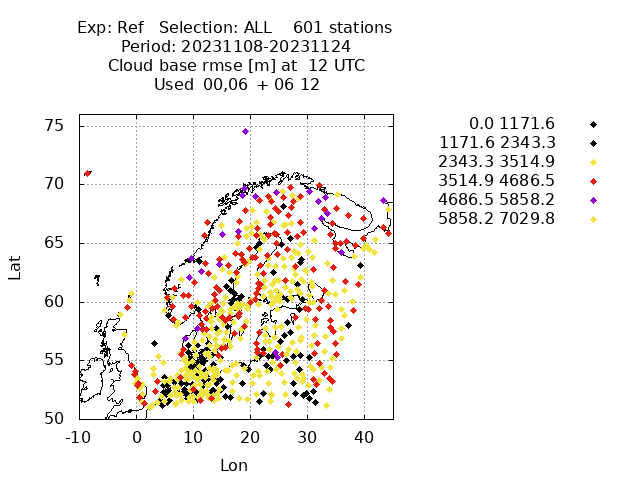 Exp: Ref   Selection: ALL    601 stations
Period: 20231108-20231124
Cloud base rmse [m] at  12 UTC
Used  00,06  + 06 12
0.0 1171.6
1171.6 2343.3
2343.3 3514.9
3514.9 4686.5
4686.5 5858.2
5858.2 7029.8
75
70
65
60
55
50
Lat
-10 0 10 20 30 40
Lon